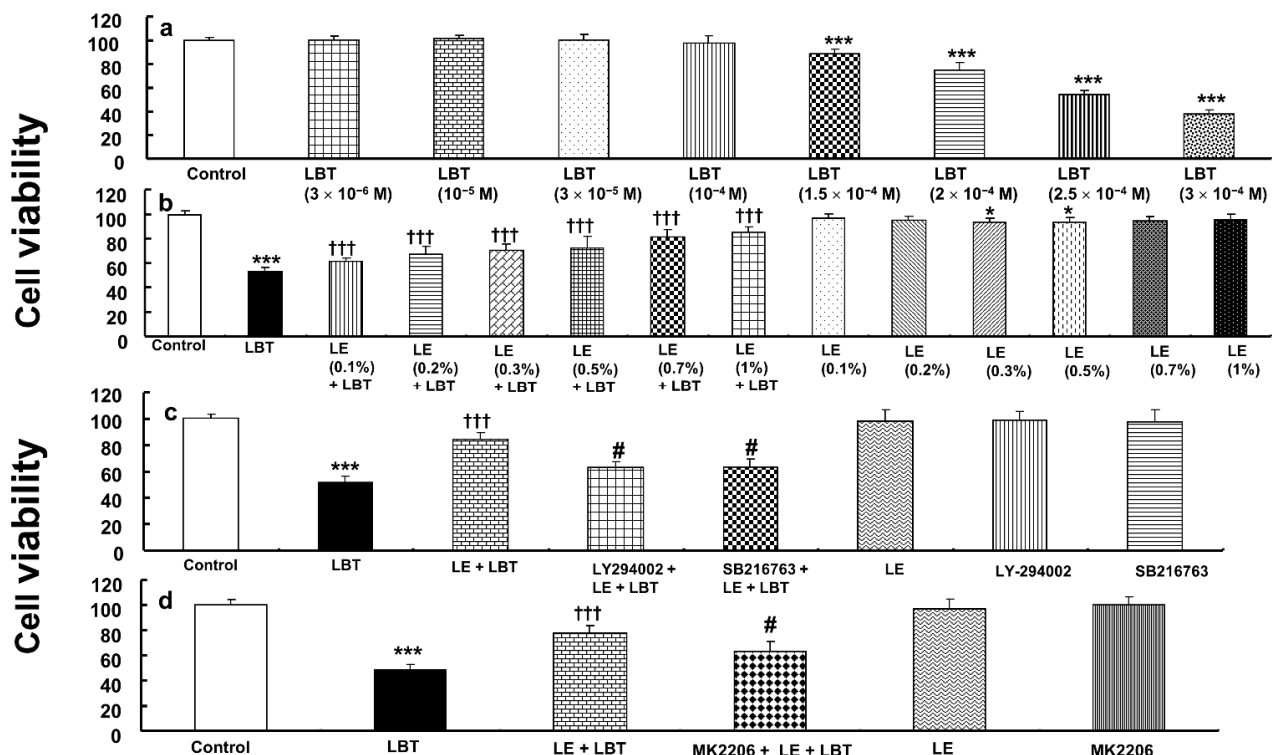 Cell viability
Cell viability
a
120
100
80
60
40
20
0
***
***
***
***
Control
LBT
(3 × 10⁻⁶ M)
LBT
(10⁻⁵ M)
LBT
(3 × 10⁻⁵ M)
LBT
(10⁻⁴ M)
LBT
(1.5 × 10⁻⁴ M)
LBT
(2 × 10⁻⁴ M)
LBT
(2.5 × 10⁻⁴ M)
LBT
(3 × 10⁻⁴ M)
b
120
100
80
60
40
20
0
***
†††
†††
†††
†††
†††
†††
*
*
Control
LBT
LE
(0.1%)
+ LBT
LE
(0.2%)
+ LBT
LE
(0.3%)
+ LBT
LE
(0.5%)
+ LBT
LE
(0.7%)
+ LBT
LE
(1%)
+ LBT
LE
(0.1%)
LE
(0.2%)
LE
(0.3%)
LE
(0.5%)
LE
(0.7%)
LE
(1%)
c
120
100
80
60
40
20
0
***
†††
#
#
Control
LBT
LE + LBT
LY294002 +
LE + LBT
SB216763 +
LE + LBT
LE
LY-294002
SB216763
d
120
100
80
60
40
20
0
***
†††
#
Control
LBT
LE + LBT
MK2206 + LE + LBT
LE
MK2206